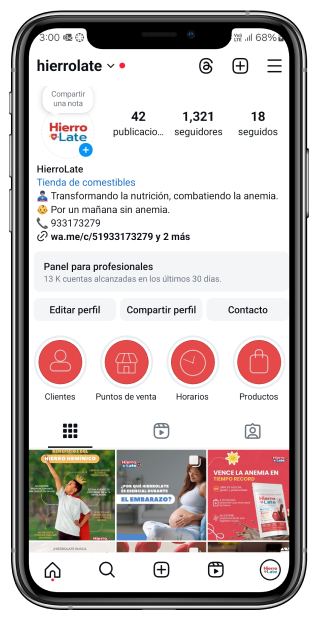 3:00
68%
hierrolate
Compartir
una nota
Hierro
Late
42
1,321
18
publicacio...
seguidores
seguidos
HierroLate
Tienda de comestibles
Transformando la nutrición, combatiendo la anemia.
Por un mañana sin anemia.
933173279
wa.me/c/51933173279 y 2 más
Panel para profesionales
13 K cuentas alcanzadas en los últimos 30 días.
Editar perfil
Compartir perfil
Contacto
Clientes
Puntos de venta
Horarios
Productos
BENEFICIOS DEL
HIERRO HEMÍNICO
¿POR QUÉ HIERROLATE
ES ESENCIAL DURANTE
EL EMBARAZO?
VENCE LA ANEMIA EN
TIEMPO RECORD
Hierro
Late